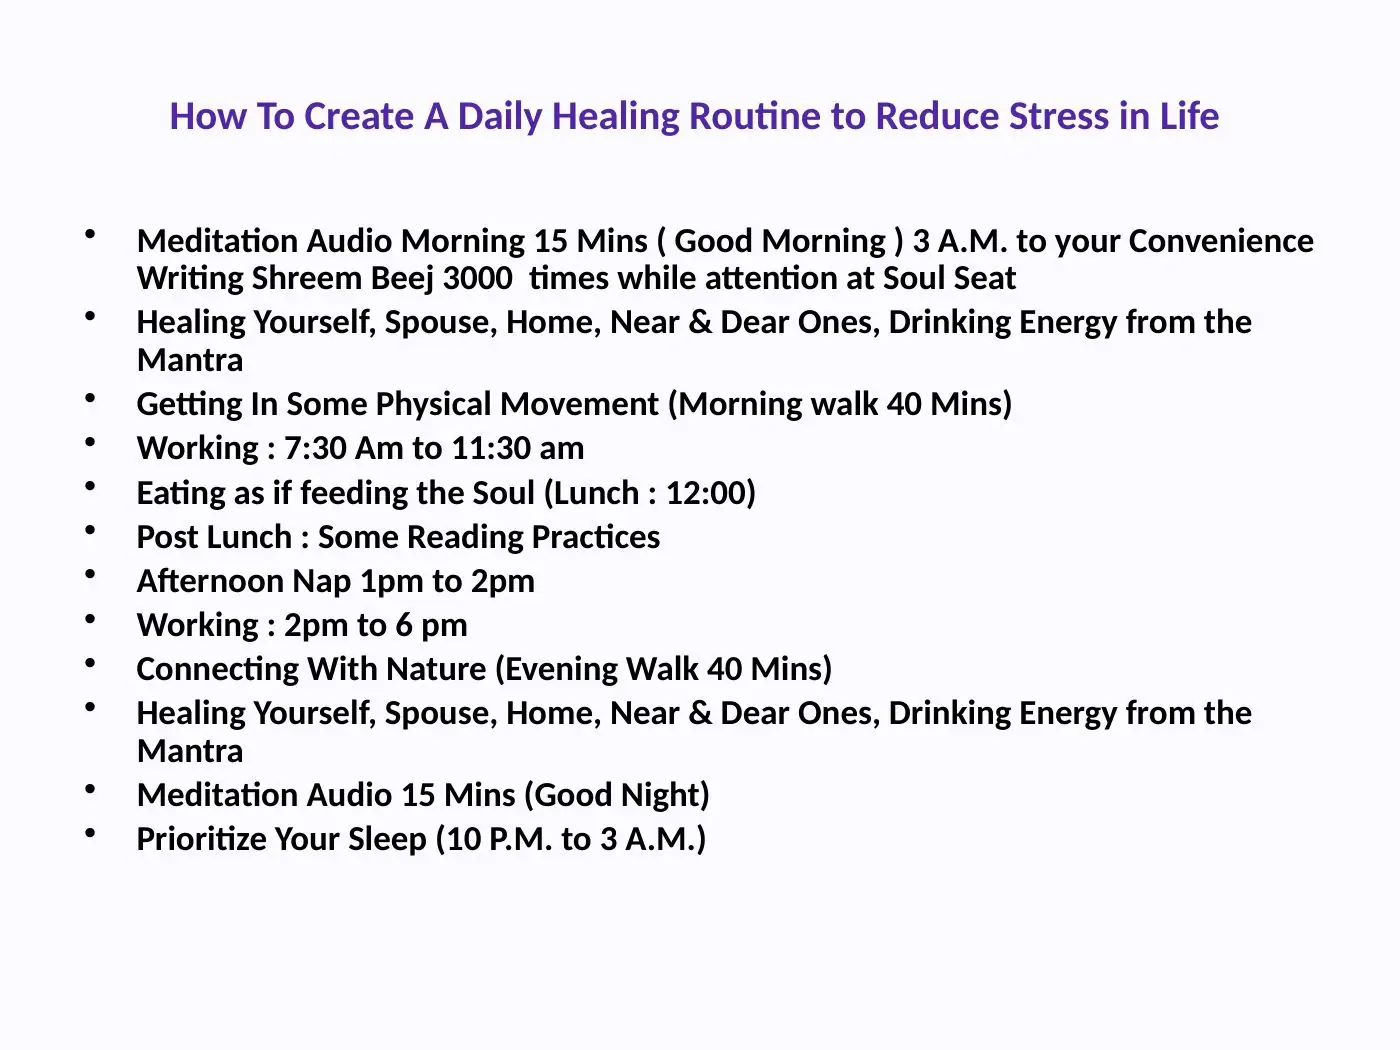 How To Create A Daily Healing Routine to Reduce Stress in Life
• Meditation Audio Morning 15 Mins ( Good Morning ) 3 A.M. to your Convenience
Writing Shreem Beej 3000  times while attention at Soul Seat
• Healing Yourself, Spouse, Home, Near & Dear Ones, Drinking Energy from the
Mantra
• Getting In Some Physical Movement (Morning walk 40 Mins)
• Working : 7:30 Am to 11:30 am
• Eating as if feeding the Soul (Lunch : 12:00)
• Post Lunch : Some Reading Practices
• Afternoon Nap 1pm to 2pm
• Working : 2pm to 6 pm
• Connecting With Nature (Evening Walk 40 Mins)
• Healing Yourself, Spouse, Home, Near & Dear Ones, Drinking Energy from the
Mantra
• Meditation Audio 15 Mins (Good Night)
• Prioritize Your Sleep (10 P.M. to 3 A.M.)